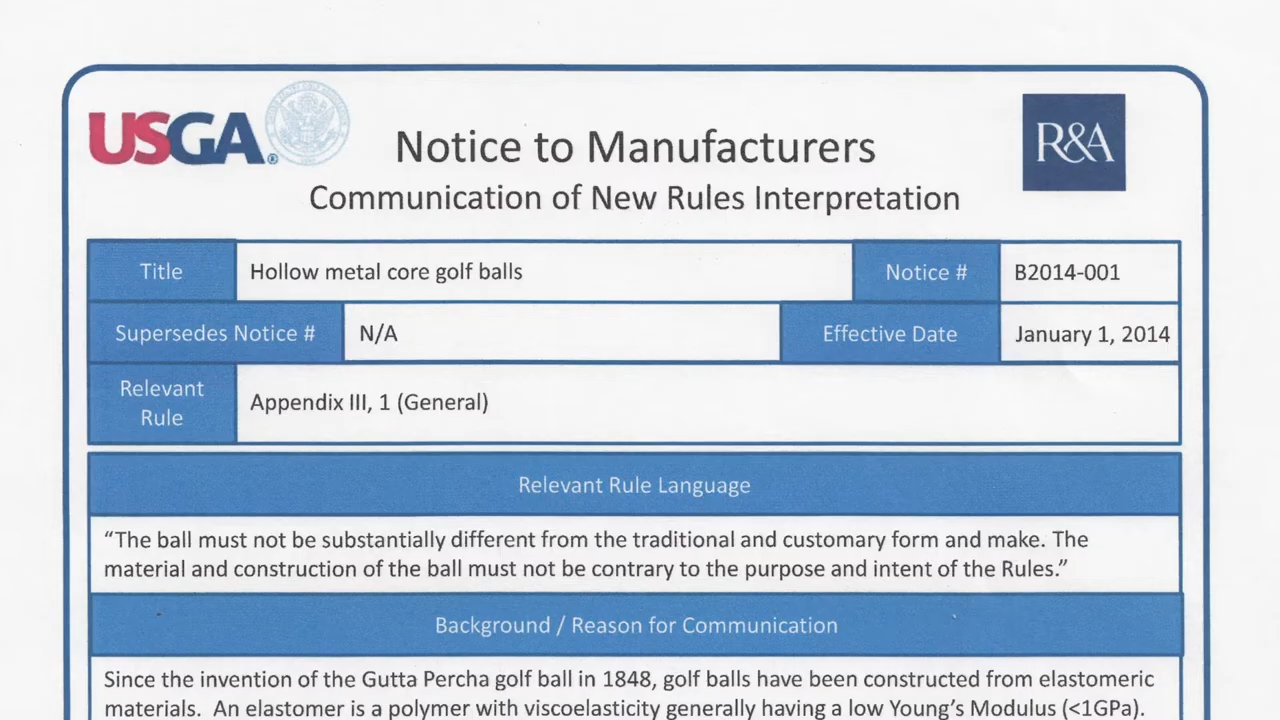 USGA®
Notice to Manufacturers
R&A
Communication of New Rules Interpretation
Title
Hollow metal core golf balls
Notice #
B2014-001
Supersedes Notice #
N/A
Effective Date
January 1, 2014
Relevant
Rule
Appendix III, 1 (General)
Relevant Rule Language
“The ball must not be substantially different from the traditional and customary form and make. The
material and construction of the ball must not be contrary to the purpose and intent of the Rules.”
Background / Reason for Communication
Since the invention of the Gutta Percha golf ball in 1848, golf balls have been constructed from elastomeric
materials. An elastomer is a polymer with viscoelasticity generally having a low Young’s Modulus (<1GPa).